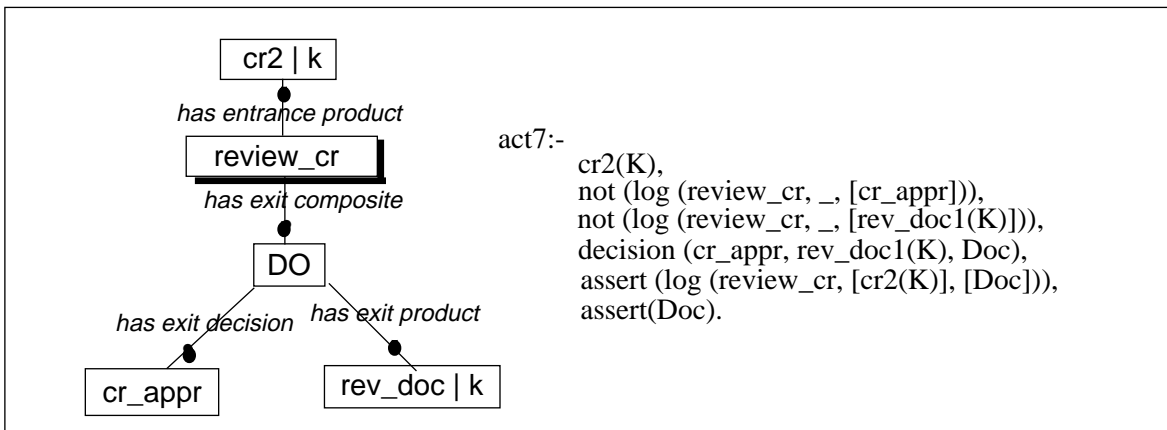 cr2 | k
has entrance product
review_cr
has exit composite
DO
has exit decision
has exit product
cr_appr
rev_doc | k
act7:-
cr2(K),
not (log (review_cr, _, [cr_appr])),
not (log (review_cr, _, [rev_doc1(K)])),
decision (cr_appr, rev_doc1(K), Doc),
assert (log (review_cr, [cr2(K)], [Doc])),
assert(Doc).